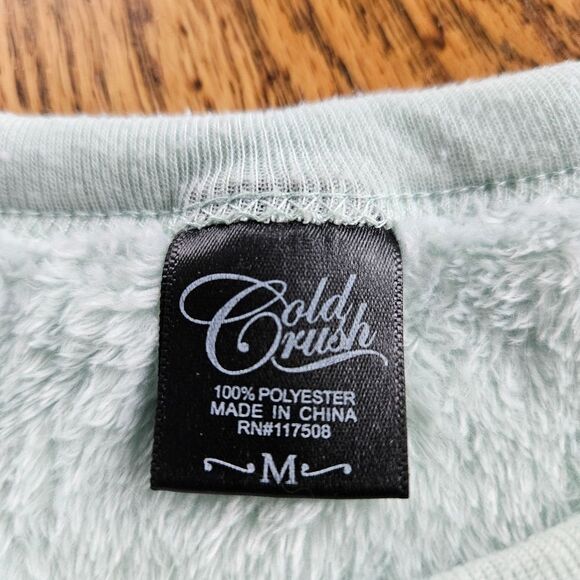 Cold
Crush
100% POLYESTER
MADE IN CHINA
RN#117508
M